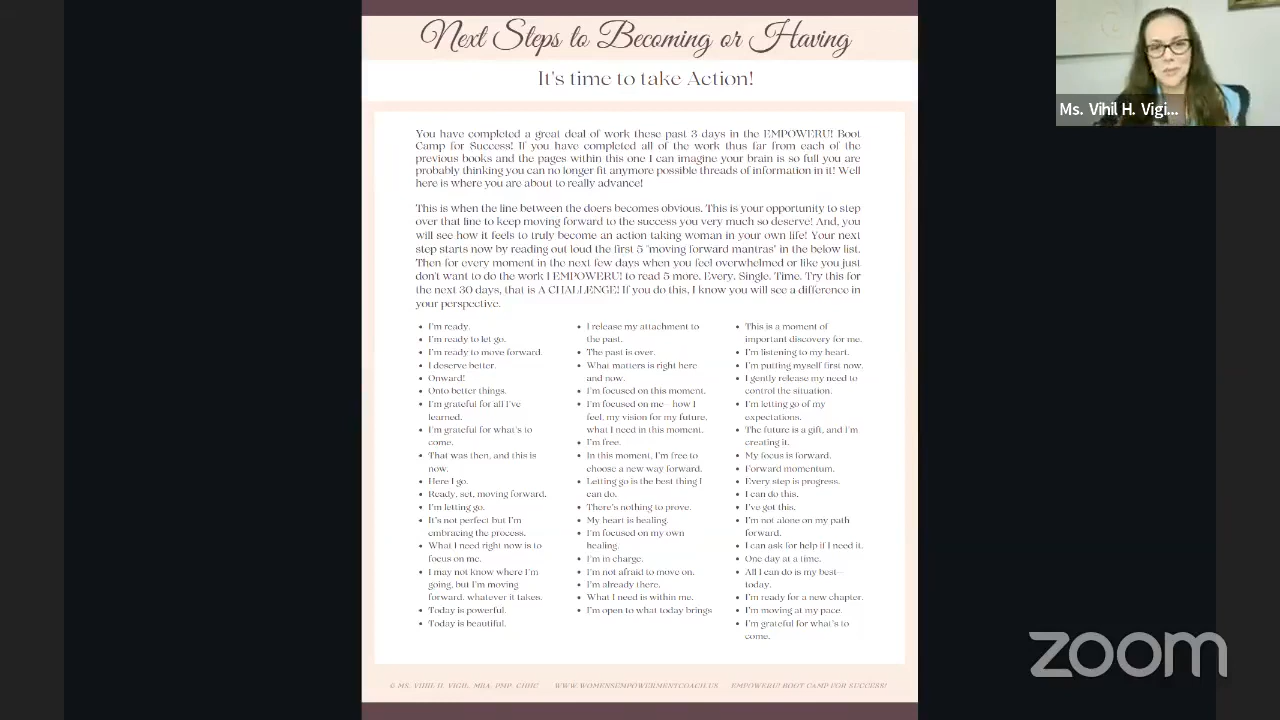 Next Steps to Becoming or Having
It's time to take Action!
You have completed a great deal of work these past 3 days in the EMPOWERU! Boot
Camp for Success! If you have completed all of the work thus far from each of the
previous books and the pages within this one I can imagine your brain is so full you are
probably thinking you can no longer fit anymore possible threads of information in it! Well
here is where you are about to really advance!
This is when the line between the doers becomes obvious. This is your opportunity to step
over that line to keep moving forward to the success you very much so deserve! And, you
will see how it feels to truly become an action taking woman in your own life! Your next
step starts now by reading out loud the first 5 "moving forward mantras" in the below list.
Then for every moment in the next few days when you feel overwhelmed or like you just
don't want to do the work I EMPOWERU! to read 5 more. Every. Single. Time. Try this for
the next 30 days, that is A CHALLENGE! If you do this, I know you will see a difference in
your perspective.
• I'm ready.
• I'm ready to let go.
• I'm ready to move forward.
• I deserve better.
• Onward!
• Onto better things.
• I'm grateful for all I've
learned.
• I'm grateful for what's to
come.
• That was then, and this is
now.
• Here I go.
• Ready, set, moving forward.
• I'm letting go.
• It's not perfect but I'm
embracing the process.
• What I need right now is to
focus on me.
• I may not know where I'm
going, but I'm moving
forward, whatever it takes.
• Today is powerful.
• Today is beautiful.
• I release my attachment to
the past.
• The past is over.
• What matters is right here
and now.
• I'm focused on this moment.
• I'm focused on me—how I
feel, my vision for my future,
what I need in this moment.
• I'm free.
• In this moment, I'm free to
choose a new way forward.
• Letting go is the best thing I
can do.
• There's nothing to prove.
• My heart is healing.
• I'm focused on my own
healing.
• I'm in charge.
• I'm not afraid to move on.
• I'm already there.
• What I need is within me.
• I'm open to what today brings
• This is a moment of
important discovery for me.
• I'm listening to my heart.
• I'm putting myself first now.
• I gently release my need to
control the situation.
• I'm letting go of my
expectations.
• The future is a gift, and I'm
creating it.
• My focus is forward.
• Forward momentum.
• Every step is progress.
• I can do this.
• I've got this.
• I'm not alone on my path
forward.
• I can ask for help if I need it.
• One day at a time.
• All I can do is my best—
today.
• I'm ready for a new chapter.
• I'm moving at my pace.
• I'm grateful for what's to
come.
© MS. VIHIL H. VIGIL, MBA, PMP, CHHC WWW.WOMENSEMPOWERMENTCOACH.US EMPOWERU! BOOT CAMP FOR SUCCESS!
Ms. Vihil H. Vigi...
zoom